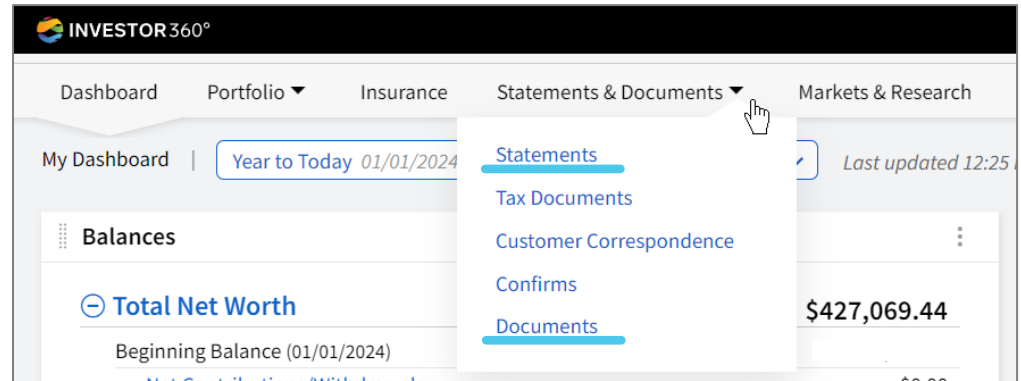 INVESTOR360°
Dashboard Portfolio Insurance Statements & Documents Markets & Research
My Dashboard | Year to Today 01/01/2024 Last updated 12:25
Statements
Tax Documents
Customer Correspondence
Confirms
Documents
Balances
Total Net Worth $427,069.44
Beginning Balance (01/01/2024)